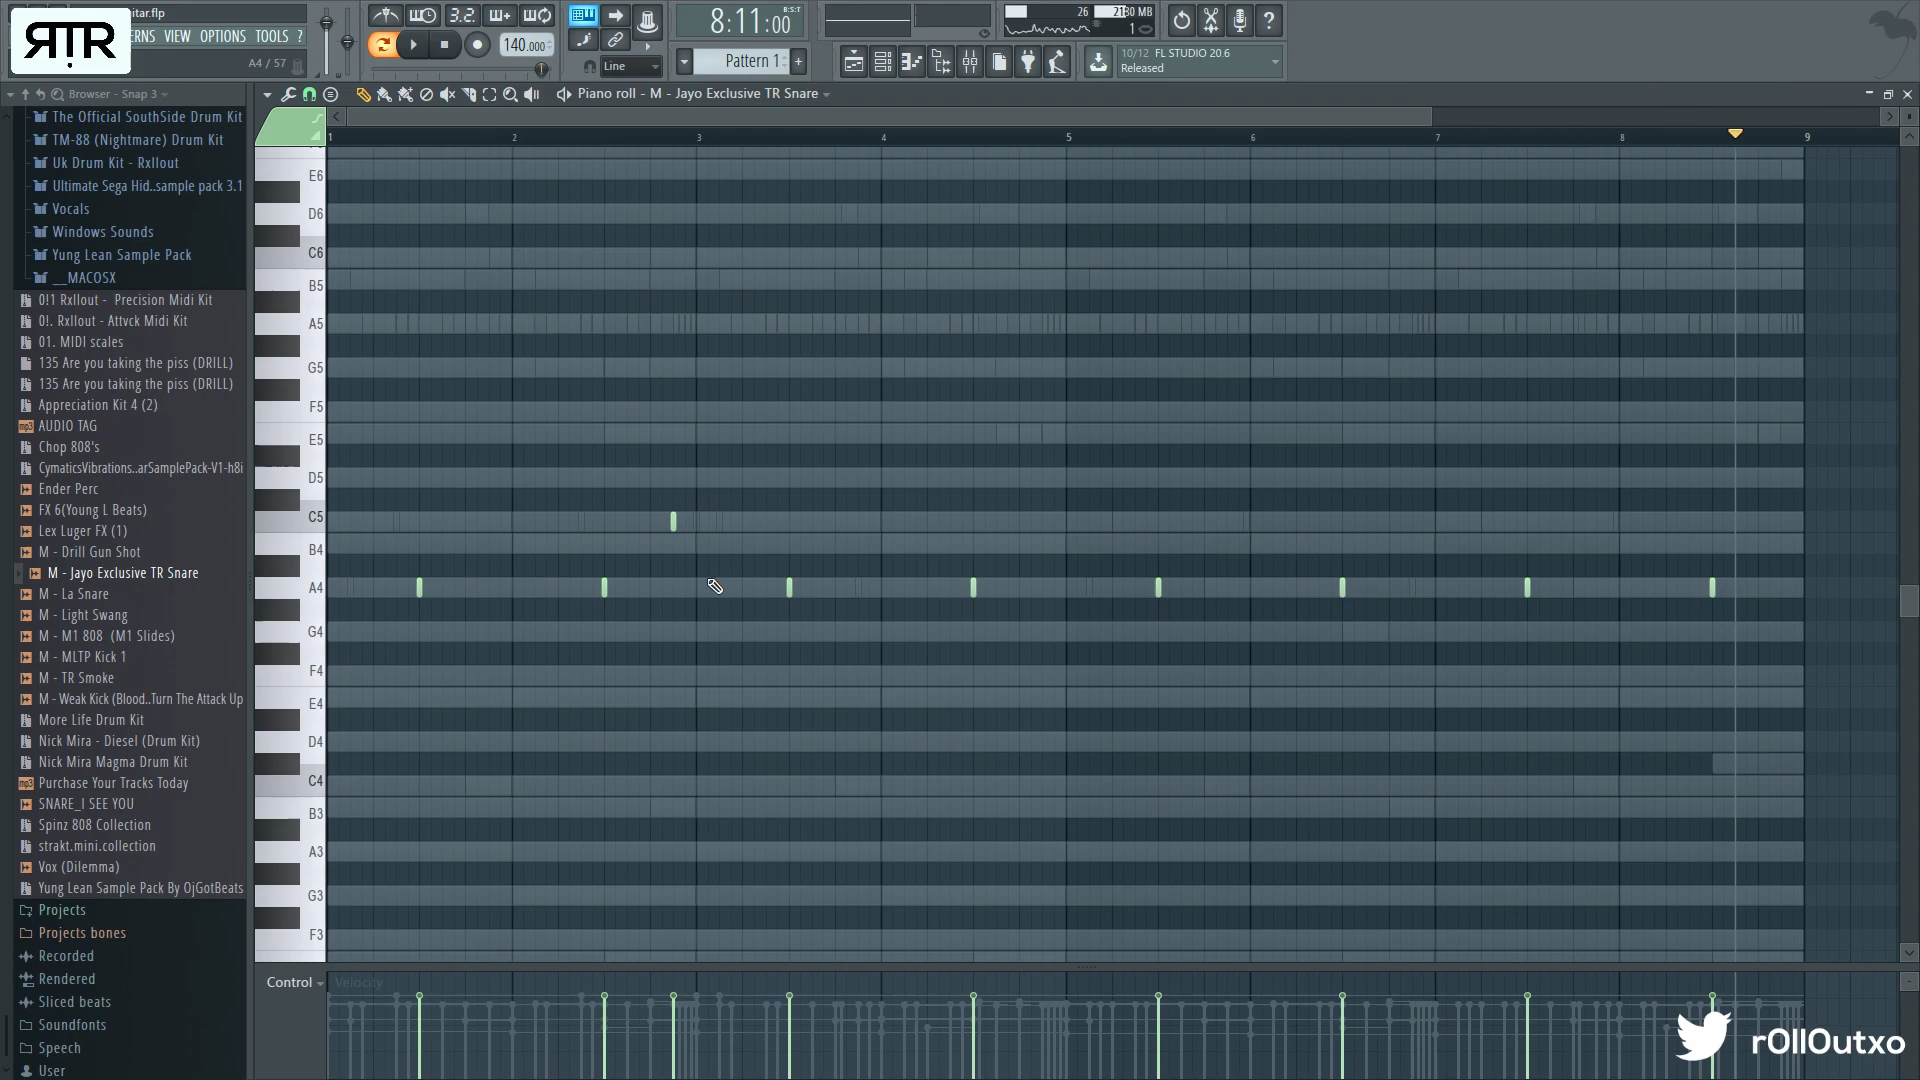 itar.flp
RTR
ERNS VIEW OPTIONS TOOLS ?
A4 / 57
3.2.
140.000
Line
8:11:00
B:S:T
Pattern 1
26
1
10/12 FL STUDIO 20.6
Released
Browser - Snap 3
Piano roll - M - Jayo Exclusive TR Snare
1 2 3 4 5 6 7 8 9
The Official SouthSide Drum Kit
TM-88 (Nightmare) Drum Kit
Uk Drum Kit - Rxllout
Ultimate Sega Hid..sample pack 3.1
Vocals
Windows Sounds
Yung Lean Sample Pack
__MACOSX
0!1 Rxllout - Precision Midi Kit
0!. Rxllout - Attvck Midi Kit
01. MIDI scales
135 Are you taking the piss (DRILL)
135 Are you taking the piss (DRILL)
Appreciation Kit 4 (2)
mp3 AUDIO TAG
Chop 808's
CymaticsVibrations..arSamplePack-V1-h8i
Ender Perc
FX 6(Young L Beats)
Lex Luger FX (1)
M - Drill Gun Shot
M - Jayo Exclusive TR Snare
M - La Snare
M - Light Swang
M - M1 808 (M1 Slides)
M - MLTP Kick 1
M - TR Smoke
M - Weak Kick (Blood..Turn The Attack Up
More Life Drum Kit
Nick Mira - Diesel (Drum Kit)
Nick Mira Magma Drum Kit
mp3 Purchase Your Tracks Today
SNARE_I SEE YOU
Spinz 808 Collection
strakt.mini.collection
Vox (Dilemma)
Yung Lean Sample Pack By OjGotBeats
Projects
Projects bones
Recorded
Rendered
Sliced beats
Soundfonts
Speech
User
E6
D6
C6
B5
A5
G5
F5
E5
D5
C5
B4
A4
G4
F4
E4
D4
C4
B3
A3
G3
F3
Control
Velocity
rOllOutxo